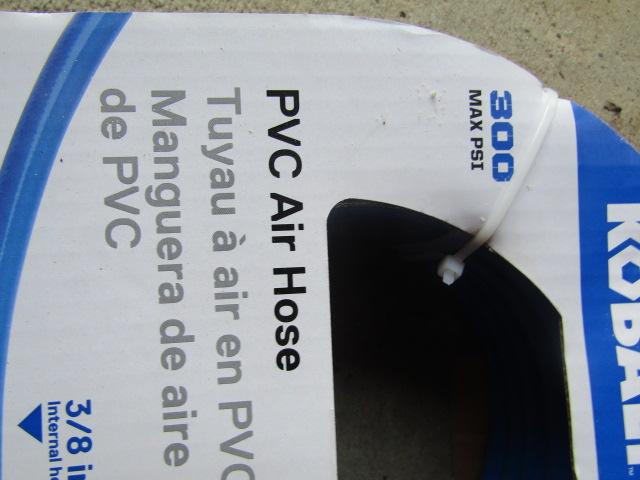 KOBALT™
300
MAX PSI
PVC Air Hose
Tuyau à air en PVC
Manguera de aire
de PVC
3/8 in
Internal